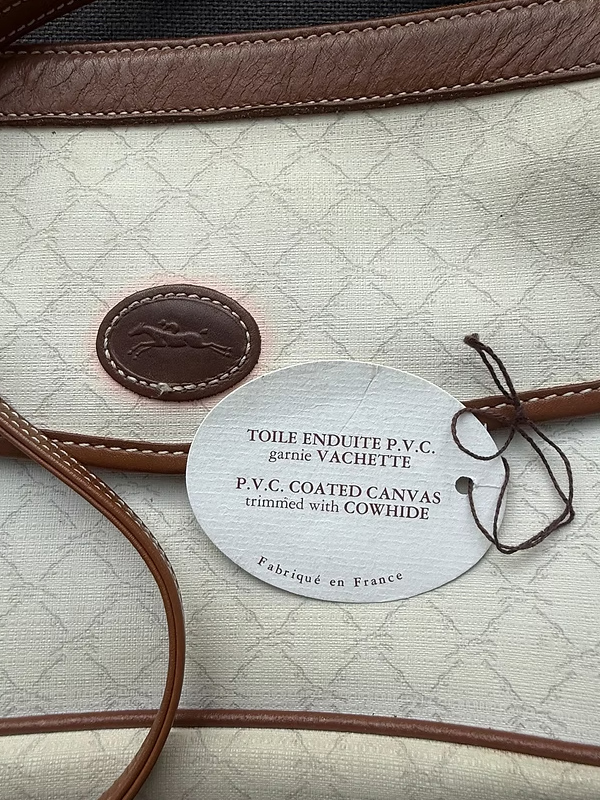 TOILE ENDUITE P.V.C.
garnie VACHETTE
P.V.C. COATED CANVAS
trimmed with COWHIDE
Fabriqué en France